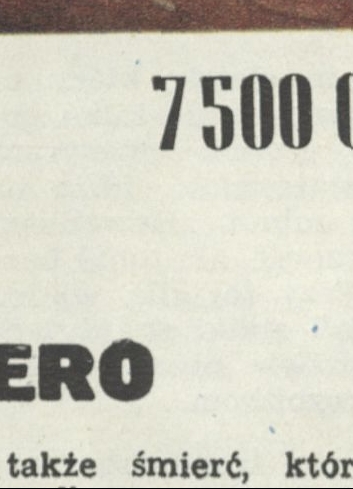 7 500
ERO
także śmierć, któr